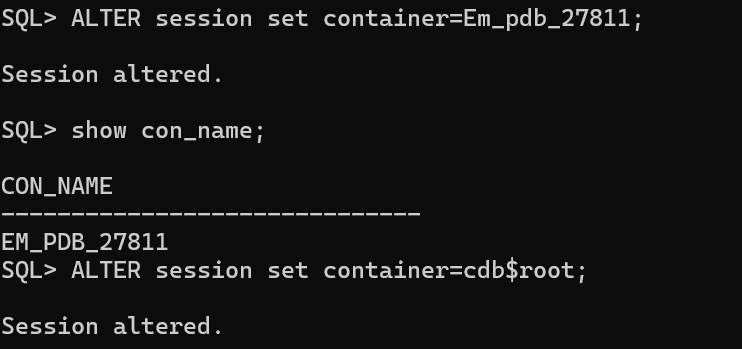 SQL> ALTER session set container=Em_pdb_27811;
Session altered.
SQL> show con_name;
CON_NAME
------------------------------
EM_PDB_27811
SQL> ALTER session set container=cdb$root;
Session altered.